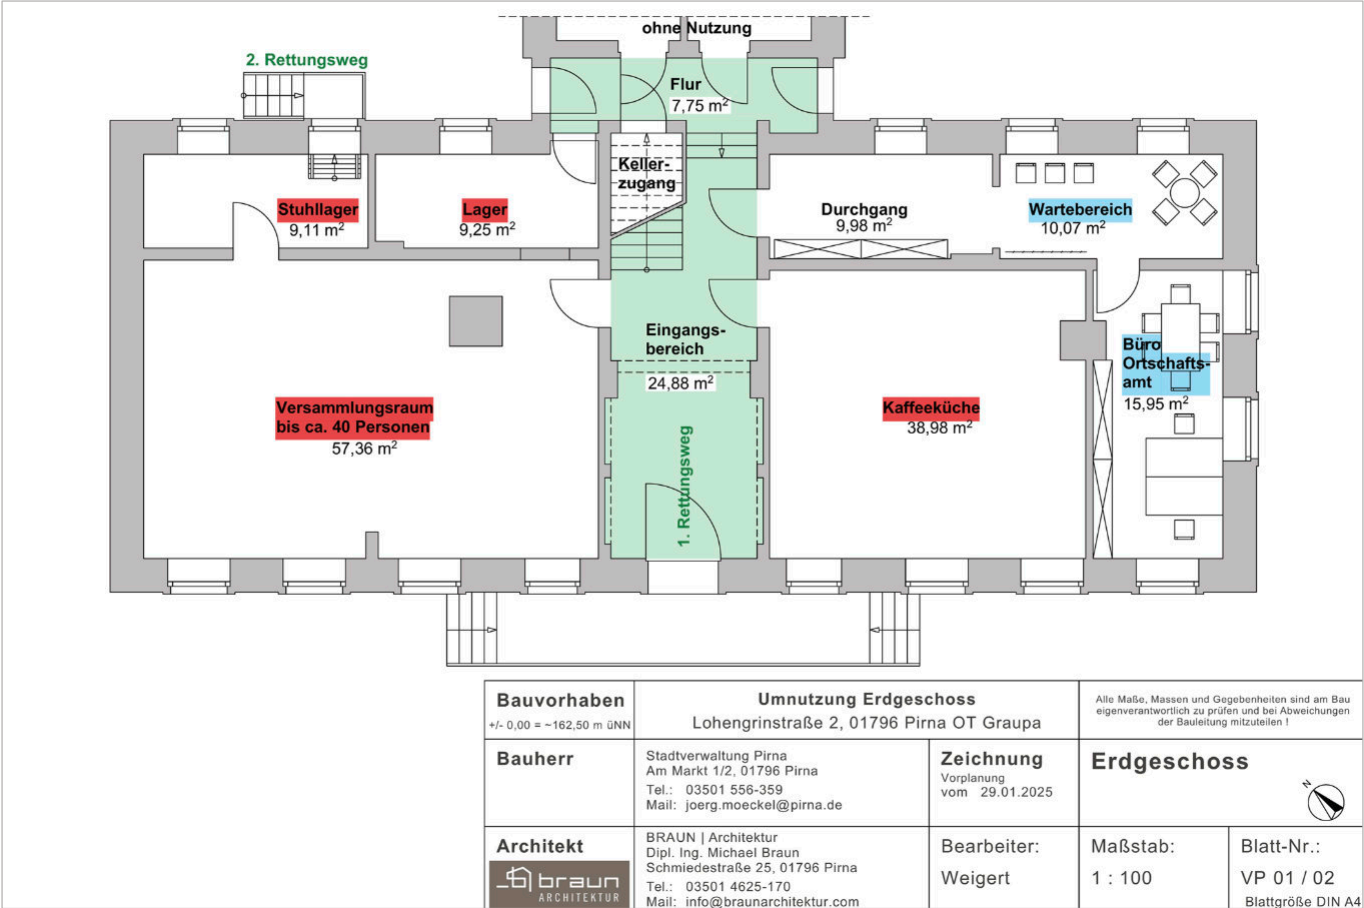 ohne Nutzung
2. Rettungsweg
Flur
7,75 m²
Keller-
zugang
Stuhllager
9,11 m²
Lager
9,25 m²
Durchgang
9,98 m²
Wartebereich
10,07 m²
Eingangs-
bereich
24,88 m²
Büro
Ortschafts-
amt
15,95 m²
Versammlungsraum
bis ca. 40 Personen
57,36 m²
Kaffeeküche
38,98 m²
1. Rettungsweg
Bauvorhaben
+/- 0,00 = ~162,50 m üNN
Umnutzung Erdgeschoss
Lohengrinstraße 2, 01796 Pirna OT Graupa
Alle Maße, Massen und Gegebenheiten sind am Bau
eigenverantwortlich zu prüfen und bei Abweichungen
der Bauleitung mitzuteilen !
Bauherr
Stadtverwaltung Pirna
Am Markt 1/2, 01796 Pirna
Tel.: 03501 556-359
Mail: joerg.moeckel@pirna.de
Zeichnung
Vorplanung
vom 29.01.2025
Erdgeschoss
N
Architekt
braun
ARCHITEKTUR
BRAUN | Architektur
Dipl. Ing. Michael Braun
Schmiedestraße 25, 01796 Pirna
Tel.: 03501 4625-170
Mail: info@braunarchitektur.com
Bearbeiter:
Weigert
Maßstab:
1 : 100
Blatt-Nr.:
VP 01 / 02
Blattgröße DIN A4